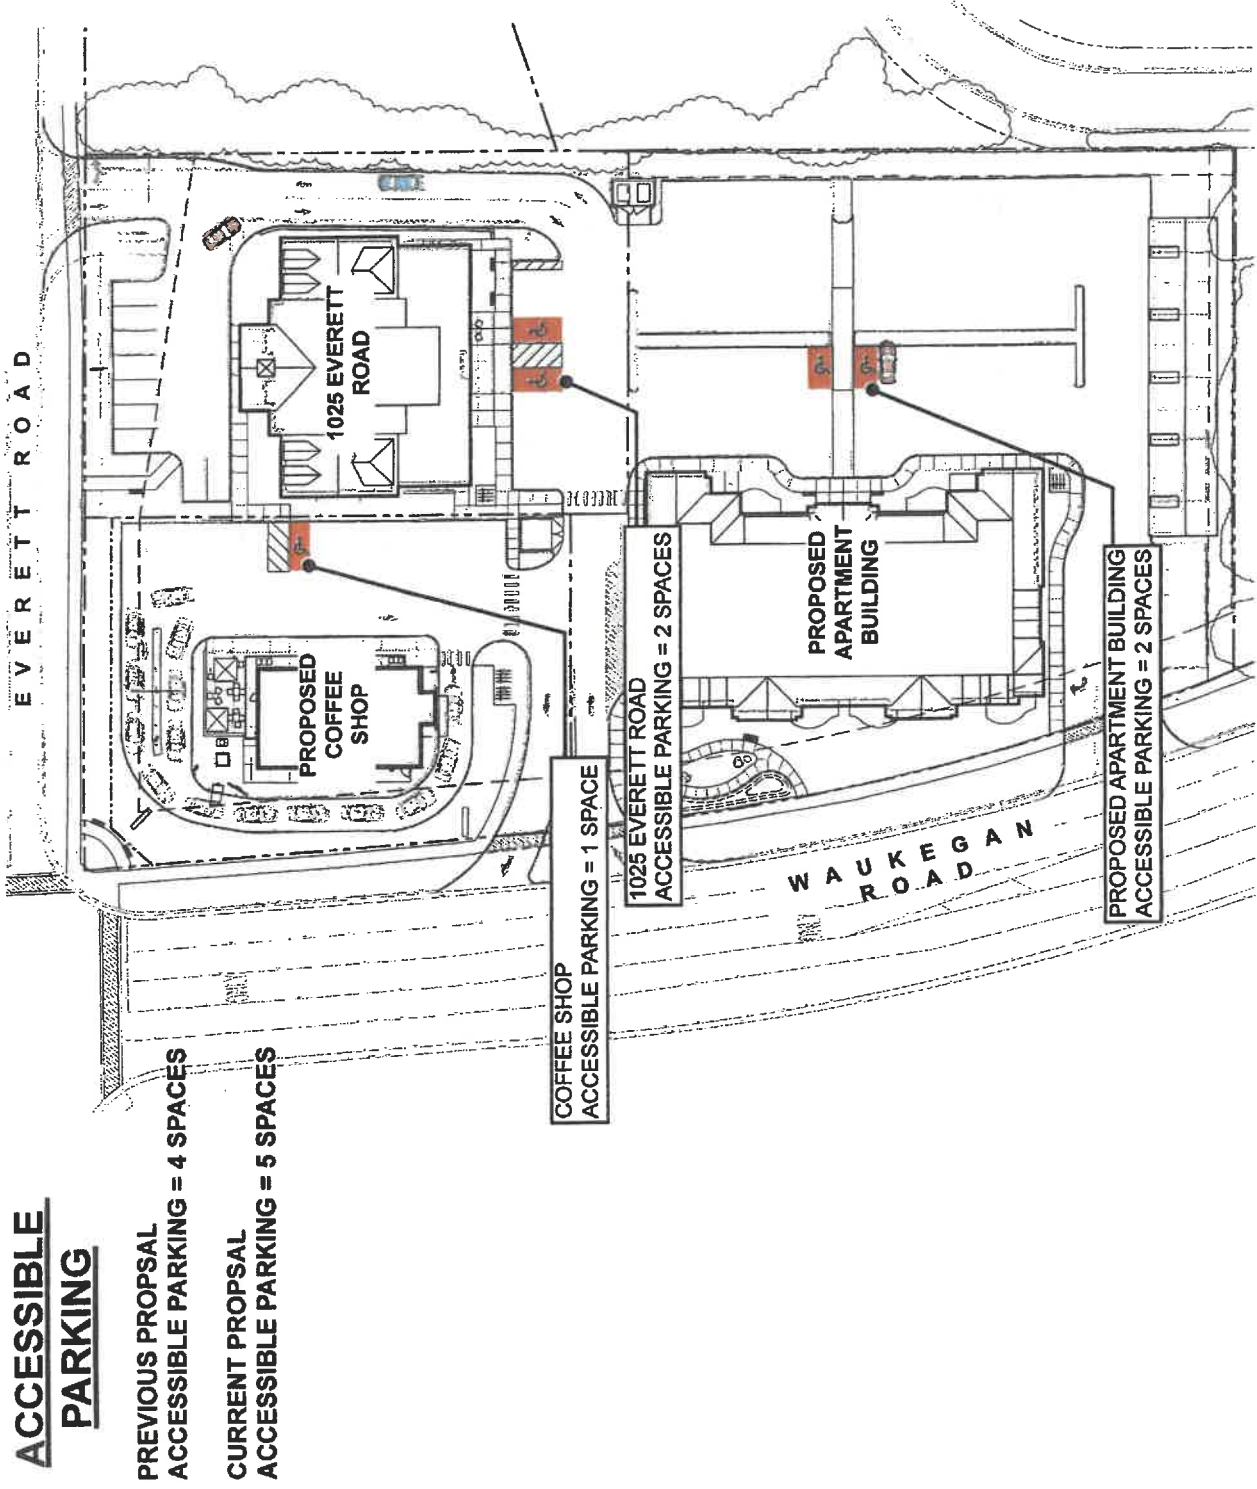 ACCESSIBLE
PARKING
PREVIOUS PROPSAL
ACCESSIBLE PARKING = 4 SPACES
CURRENT PROPSAL
ACCESSIBLE PARKING = 5 SPACES
EVERETT ROAD
1025 EVERETT
ROAD
PROPOSED
COFFEE
SHOP
PROPOSED
APARTMENT
BUILDING
COFFEE SHOP
ACCESSIBLE PARKING = 1 SPACE
1025 EVERETT ROAD
ACCESSIBLE PARKING = 2 SPACES
PROPOSED APARTMENT BUILDING
ACCESSIBLE PARKING = 2 SPACES
WAUKEGAN
ROAD